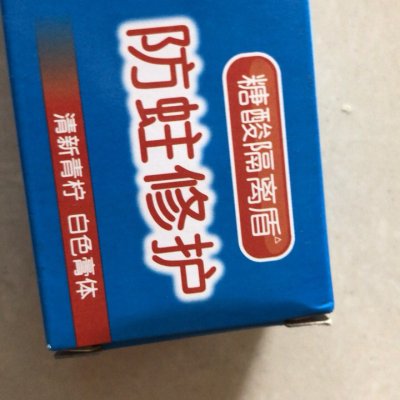 糖酸隔离盾△
防蛀修护
清新青柠 白色膏体